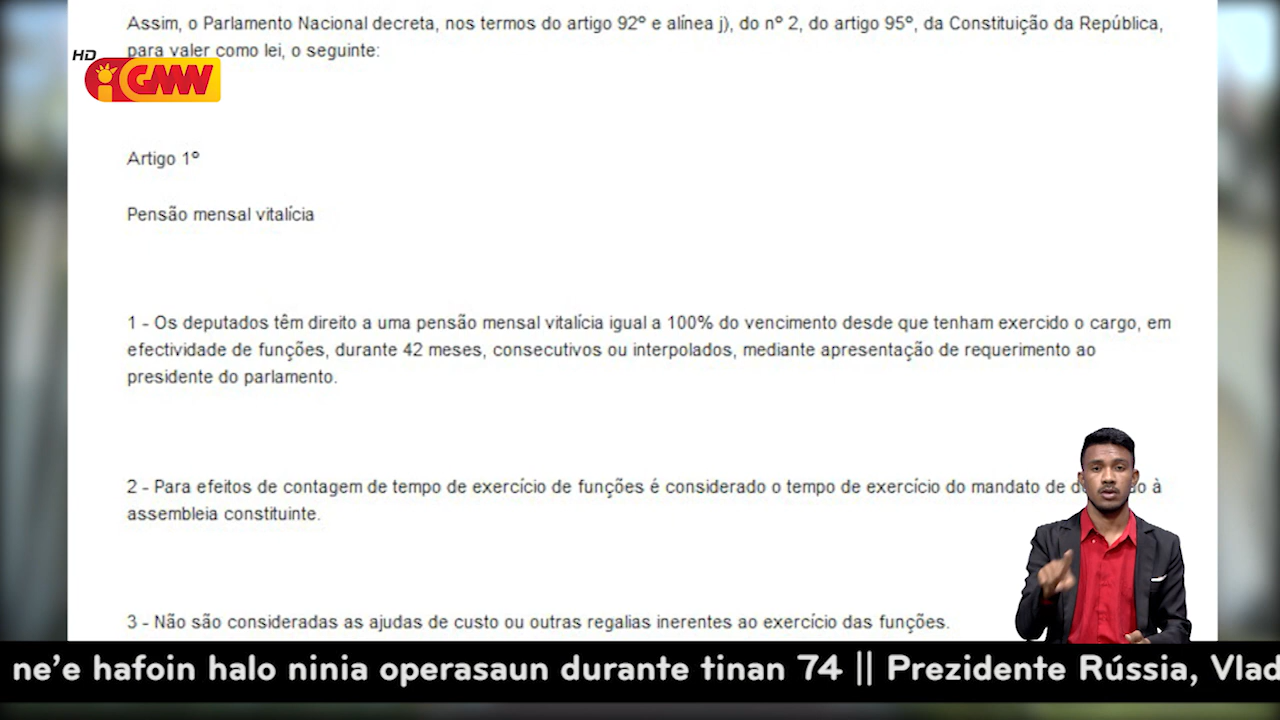 Assim, o Parlamento Nacional decreta, nos termos do artigo 92º e alínea j), do nº 2, do artigo 95º, da Constituição da República,
para valer como lei, o seguinte:
HD
GMN
Artigo 1º
Pensão mensal vitalícia
1 - Os deputados têm direito a uma pensão mensal vitalícia igual a 100% do vencimento desde que tenham exercido o cargo, em
efectividade de funções, durante 42 meses, consecutivos ou interpolados, mediante apresentação de requerimento ao
presidente do parlamento.
2 - Para efeitos de contagem de tempo de exercício de funções é considerado o tempo de exercício do mandato de à
assembleia constituinte.
3 - Não são consideradas as ajudas de custo ou outras regalias inerentes ao exercício das funções.
ne'e hafoin halo ninia operasaun durante tinan 74 || Prezidente Rússia, Vlad